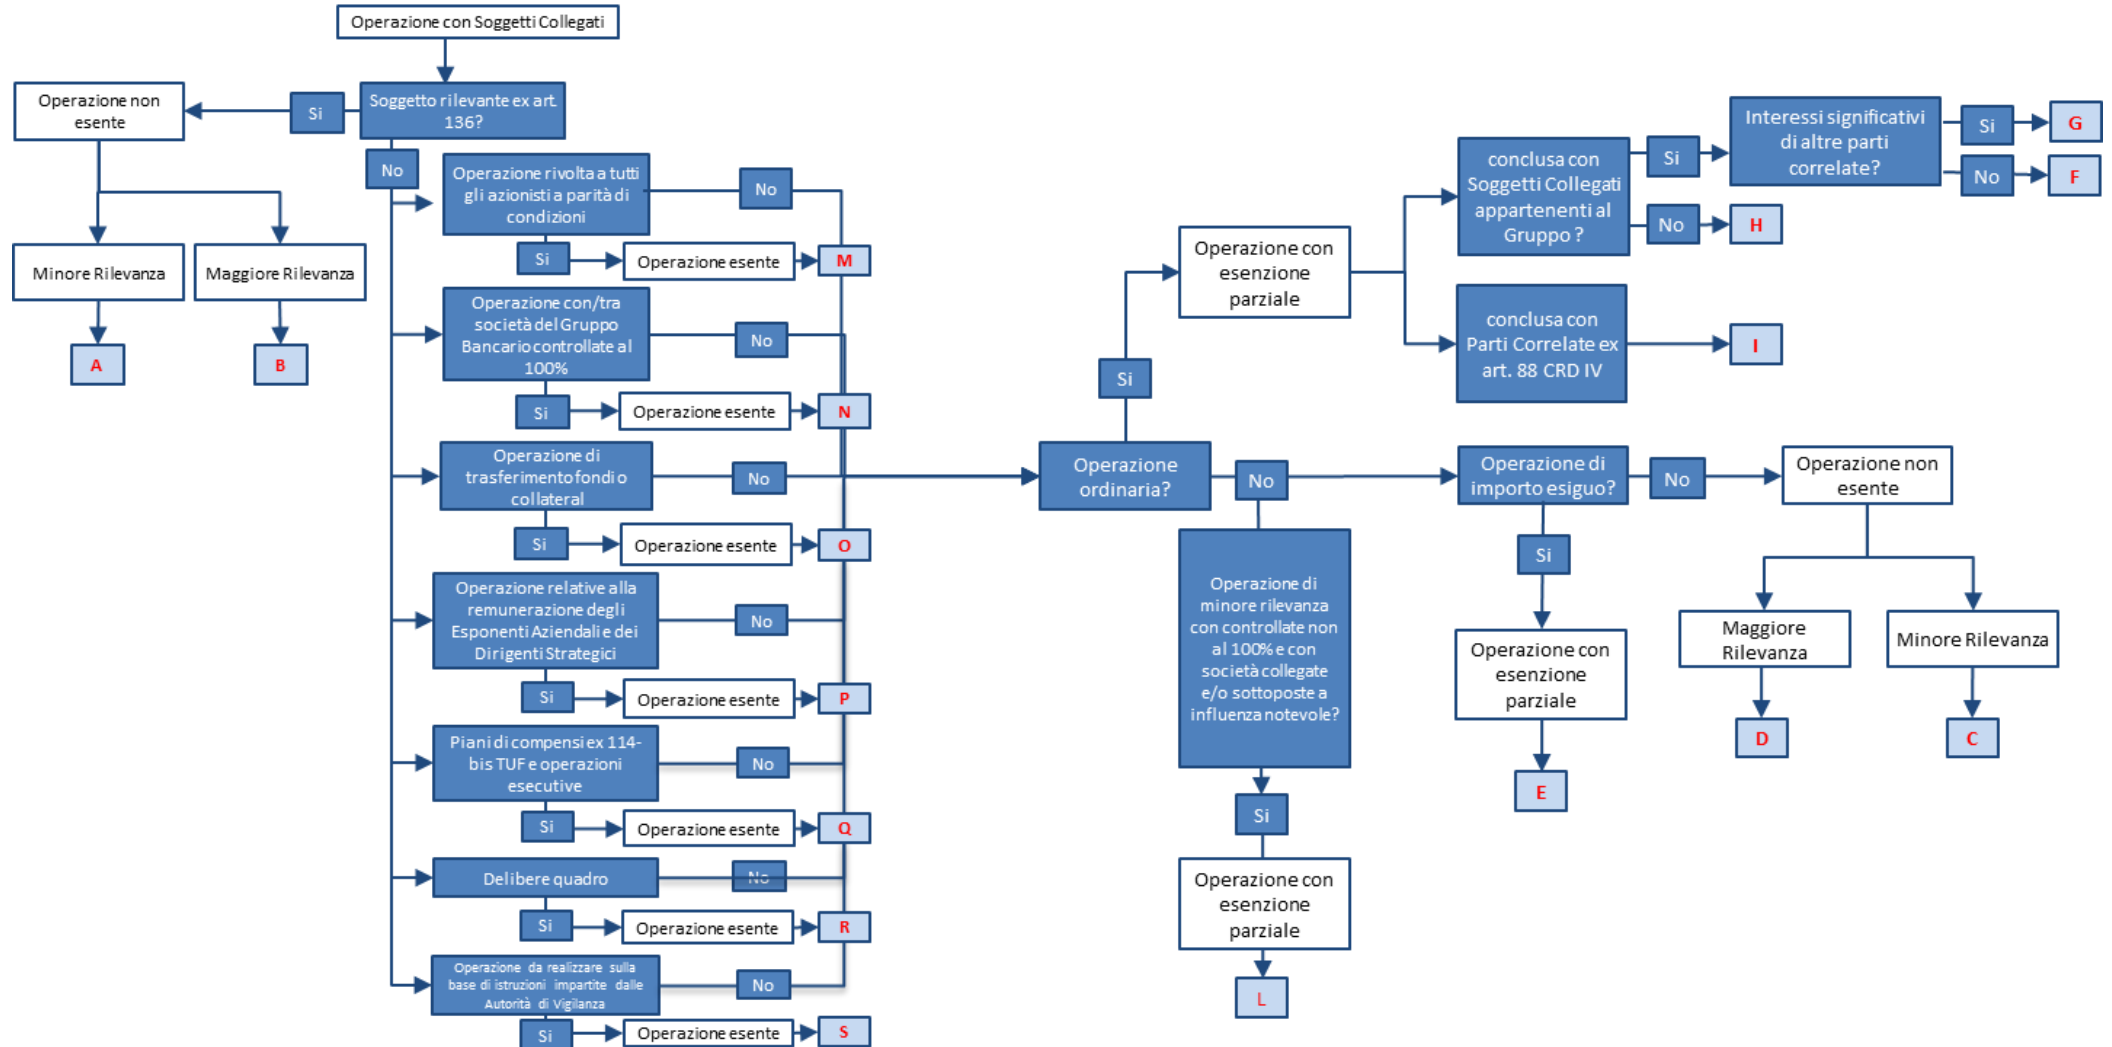 Operazione con Soggetti Collegati
Operazione non
esente
Si
Soggetto rilevante ex art.
136?
No
Minore Rilevanza
Maggiore Rilevanza
A
B
Operazione rivolta a tutti
gli azionisti a parità di
condizioni
No
Si
Operazione esente
M
Operazione con/tra
società del Gruppo
Bancario controllate al
100%
No
Si
Operazione esente
N
Operazione di
trasferimento fondi o
collateral
No
Si
Operazione esente
O
Operazione relative alla
remunerazione degli
Esponenti Aziendali e dei
Dirigenti Strategici
No
Si
Operazione esente
P
Piani di compensi ex 114-
bis TUF e operazioni
esecutive
No
Si
Operazione esente
Q
Delibere quadro
No
Si
Operazione esente
R
Operazione da realizzare sulla
base di istruzioni impartite dalle
Autorità di Vigilanza
No
Si
Operazione esente
S
Operazione
ordinaria?
Si
Operazione con
esenzione
parziale
conclusa con
Soggetti Collegati
appartenenti al
Gruppo ?
Si
Interessi significativi
di altre parti
correlate?
Si
G
No
F
No
H
conclusa con
Parti Correlate ex
art. 88 CRD IV
I
No
Operazione di
importo esiguo?
No
Operazione non
esente
Si
Operazione con
esenzione
parziale
E
Maggiore
Rilevanza
D
Minore Rilevanza
C
Operazione di
minore rilevanza
con controllate non
al 100% e con
società collegate
e/o sottoposte a
influenza notevole?
Si
Operazione con
esenzione
parziale
L